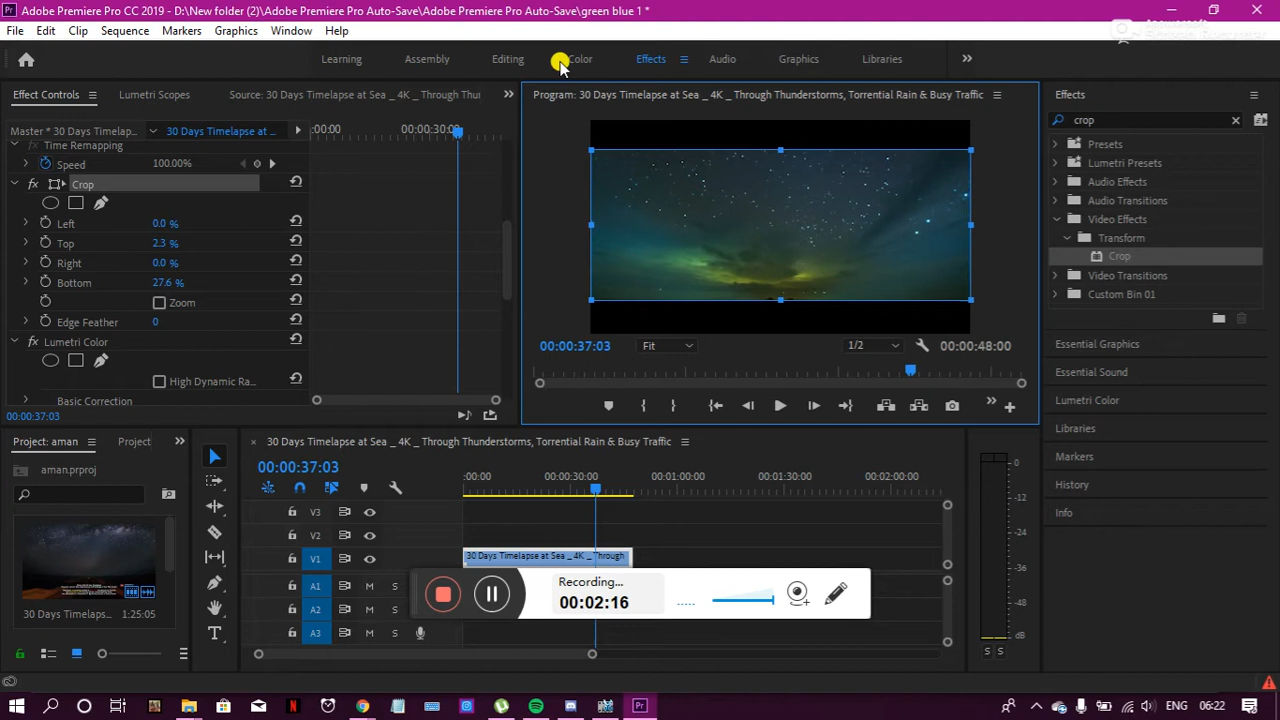 Adobe Premiere Pro CC 2019 - D:\New folder (2)\Adobe Premiere Pro Auto-Save\Adobe Premiere Pro Auto-Save\green blue 1 *
File Edit Clip Sequence Markers Graphics Window Help
Learning Assembly Editing Color Effects Audio Graphics Libraries
Effect Controls Lumetri Scopes Source: 30 Days Timelapse at Sea _ 4K _ Through Thu
Program: 30 Days Timelapse at Sea _ 4K _ Through Thunderstorms, Torrential Rain & Busy Traffic
Effects
Master * 30 Days Timelap... 30 Days Timelapse at ... :00:00 00:00:30:00
Time Remapping
Speed 100.00%
Crop
Left 0.0 %
Top 2.3 %
Right 0.0 %
Bottom 27.6 %
Zoom
Edge Feather 0
Lumetri Color
High Dynamic Ra...
Basic Correction
00:00:37:03
00:00:37:03 Fit 1/2 00:00:48:00
crop
Presets
Lumetri Presets
Audio Effects
Audio Transitions
Video Effects
Transform
Crop
Video Transitions
Custom Bin 01
Essential Graphics
Essential Sound
Lumetri Color
Libraries
Markers
History
Info
Project: aman Project
aman.prproj
30 Days Timelaps... 1:25:05
30 Days Timelapse at Sea _ 4K _ Through Thunderstorms, Torrential Rain & Busy Traffic
00:00:37:03
:00:00 00:00:30:00 00:01:00:00 00:01:30:00 00:02:00:00
V3
V2
V1 30 Days Timelapse at Sea _ 4K _ Through
A1 M S
A2 M S
A3 M S
Recording...
00:02:16
0
-6
-12
-18
-24
-30
-36
-42
-48
-54
dB
S S
ENG 06:22